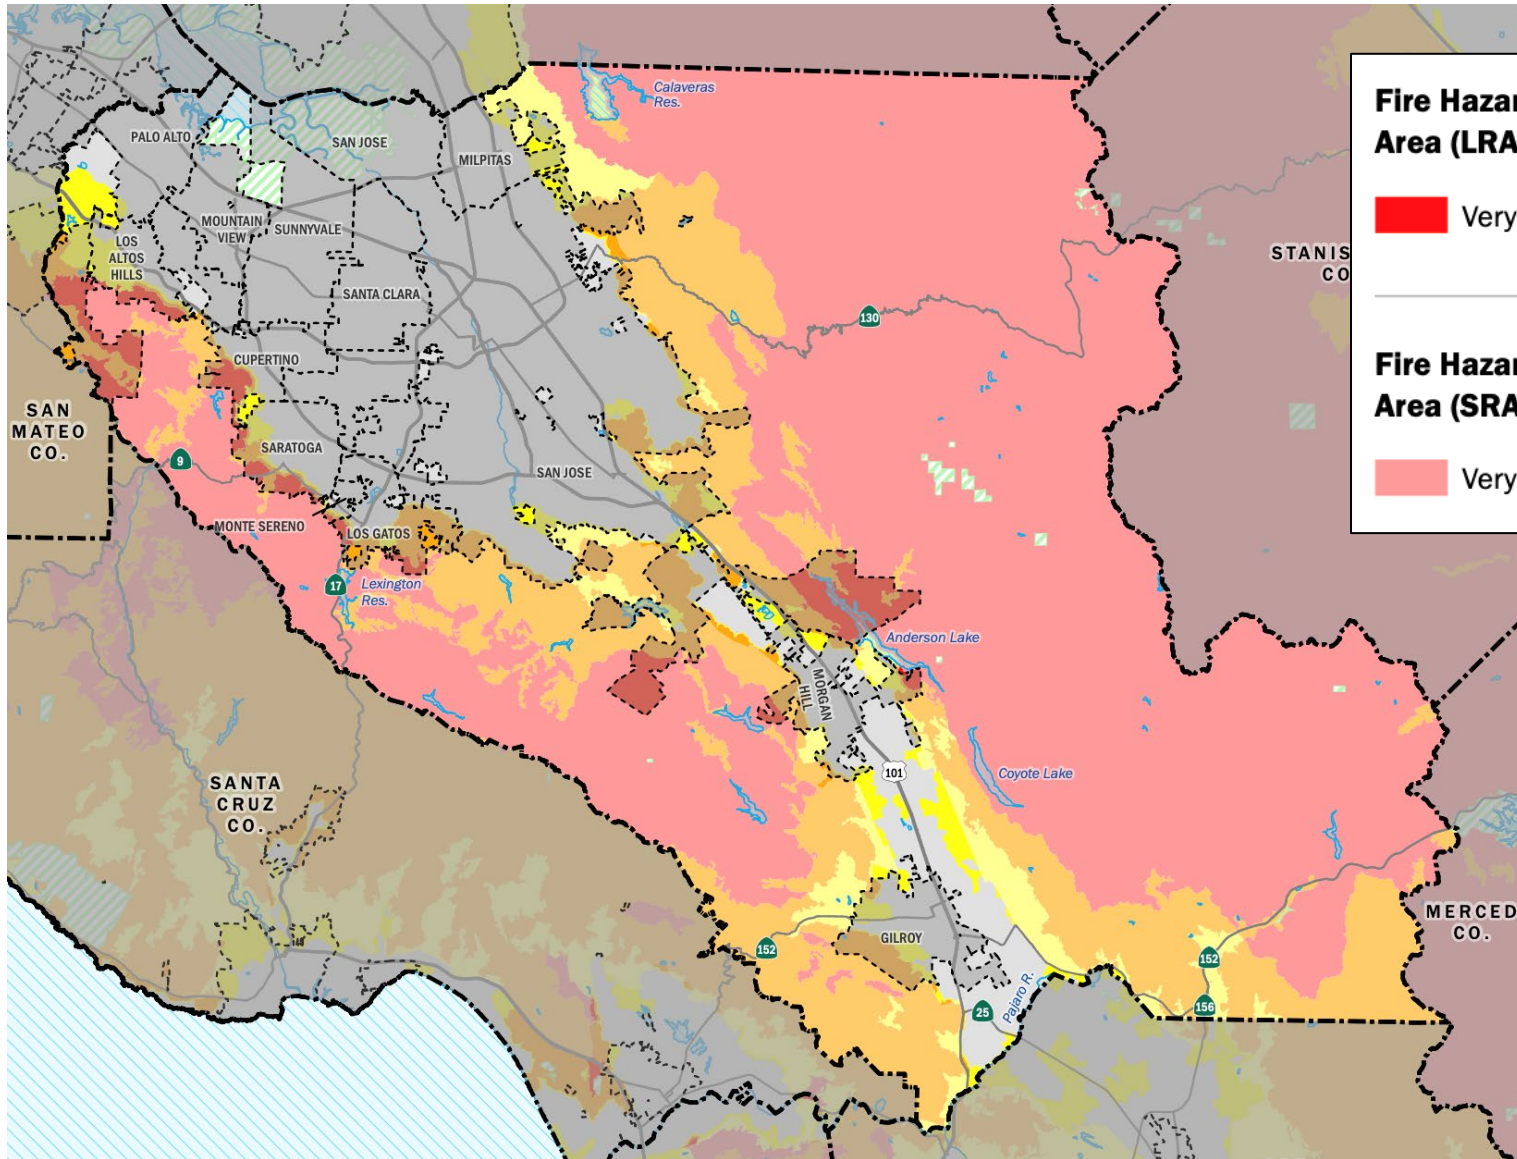 Calaveras
Res.
PALO ALTO
SAN JOSE
MILPITAS
MOUNTAIN
VIEW
SUNNYVALE
LOS
ALTOS
HILLS
SANTA CLARA
CUPERTINO
130
STANIS
CO
Fire Hazar
Area (LRA
Very
Fire Hazar
Area (SRA
Very
SAN
MATEO
CO.
9
SARATOGA
SAN JOSE
MONTE SERENO
LOS GATOS
17
Lexington
Res.
Anderson Lake
MORGAN
HILL
101
Coyote Lake
SANTA
CRUZ
CO.
152
GILROY
25
Pajaro R.
152
156
MERCED
CO.